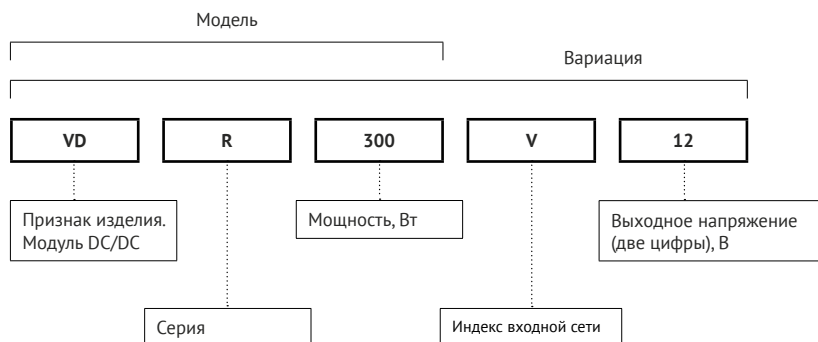 Модель
Вариация
VD R 300 V 12
Признак изделия.
Модуль DC/DC
Мощность, Вт
Выходное напряжение
(две цифры), В
Серия
Индекс входной сети